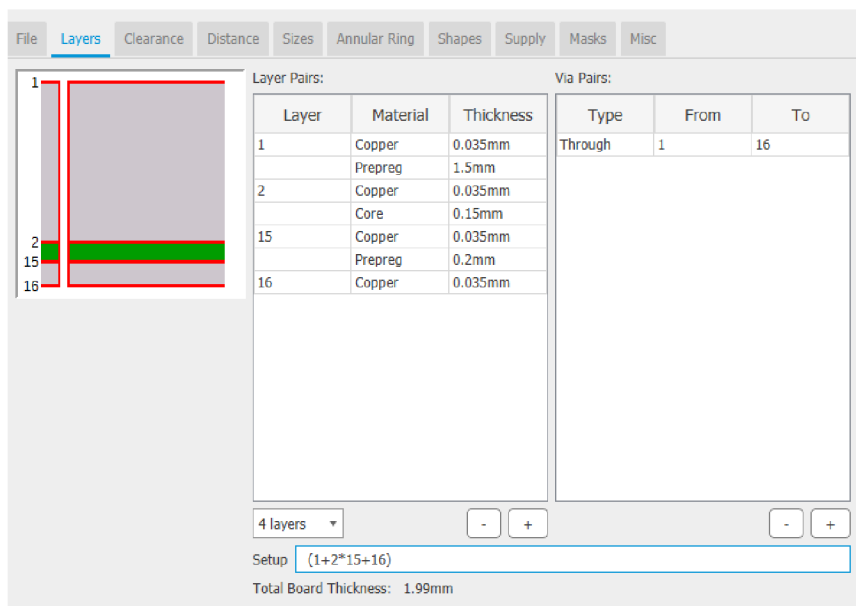 File Layers Clearance Distance Sizes Annular Ring Shapes Supply Masks Misc
1
2
15
16
Layer Pairs:
Layer Material Thickness
1 Copper 0.035mm
Prepreg 1.5mm
2 Copper 0.035mm
Core 0.15mm
15 Copper 0.035mm
Prepreg 0.2mm
16 Copper 0.035mm
4 layers - +
Via Pairs:
Type From To
Through 1 16
- +
Setup (1+2*15+16)
Total Board Thickness: 1.99mm